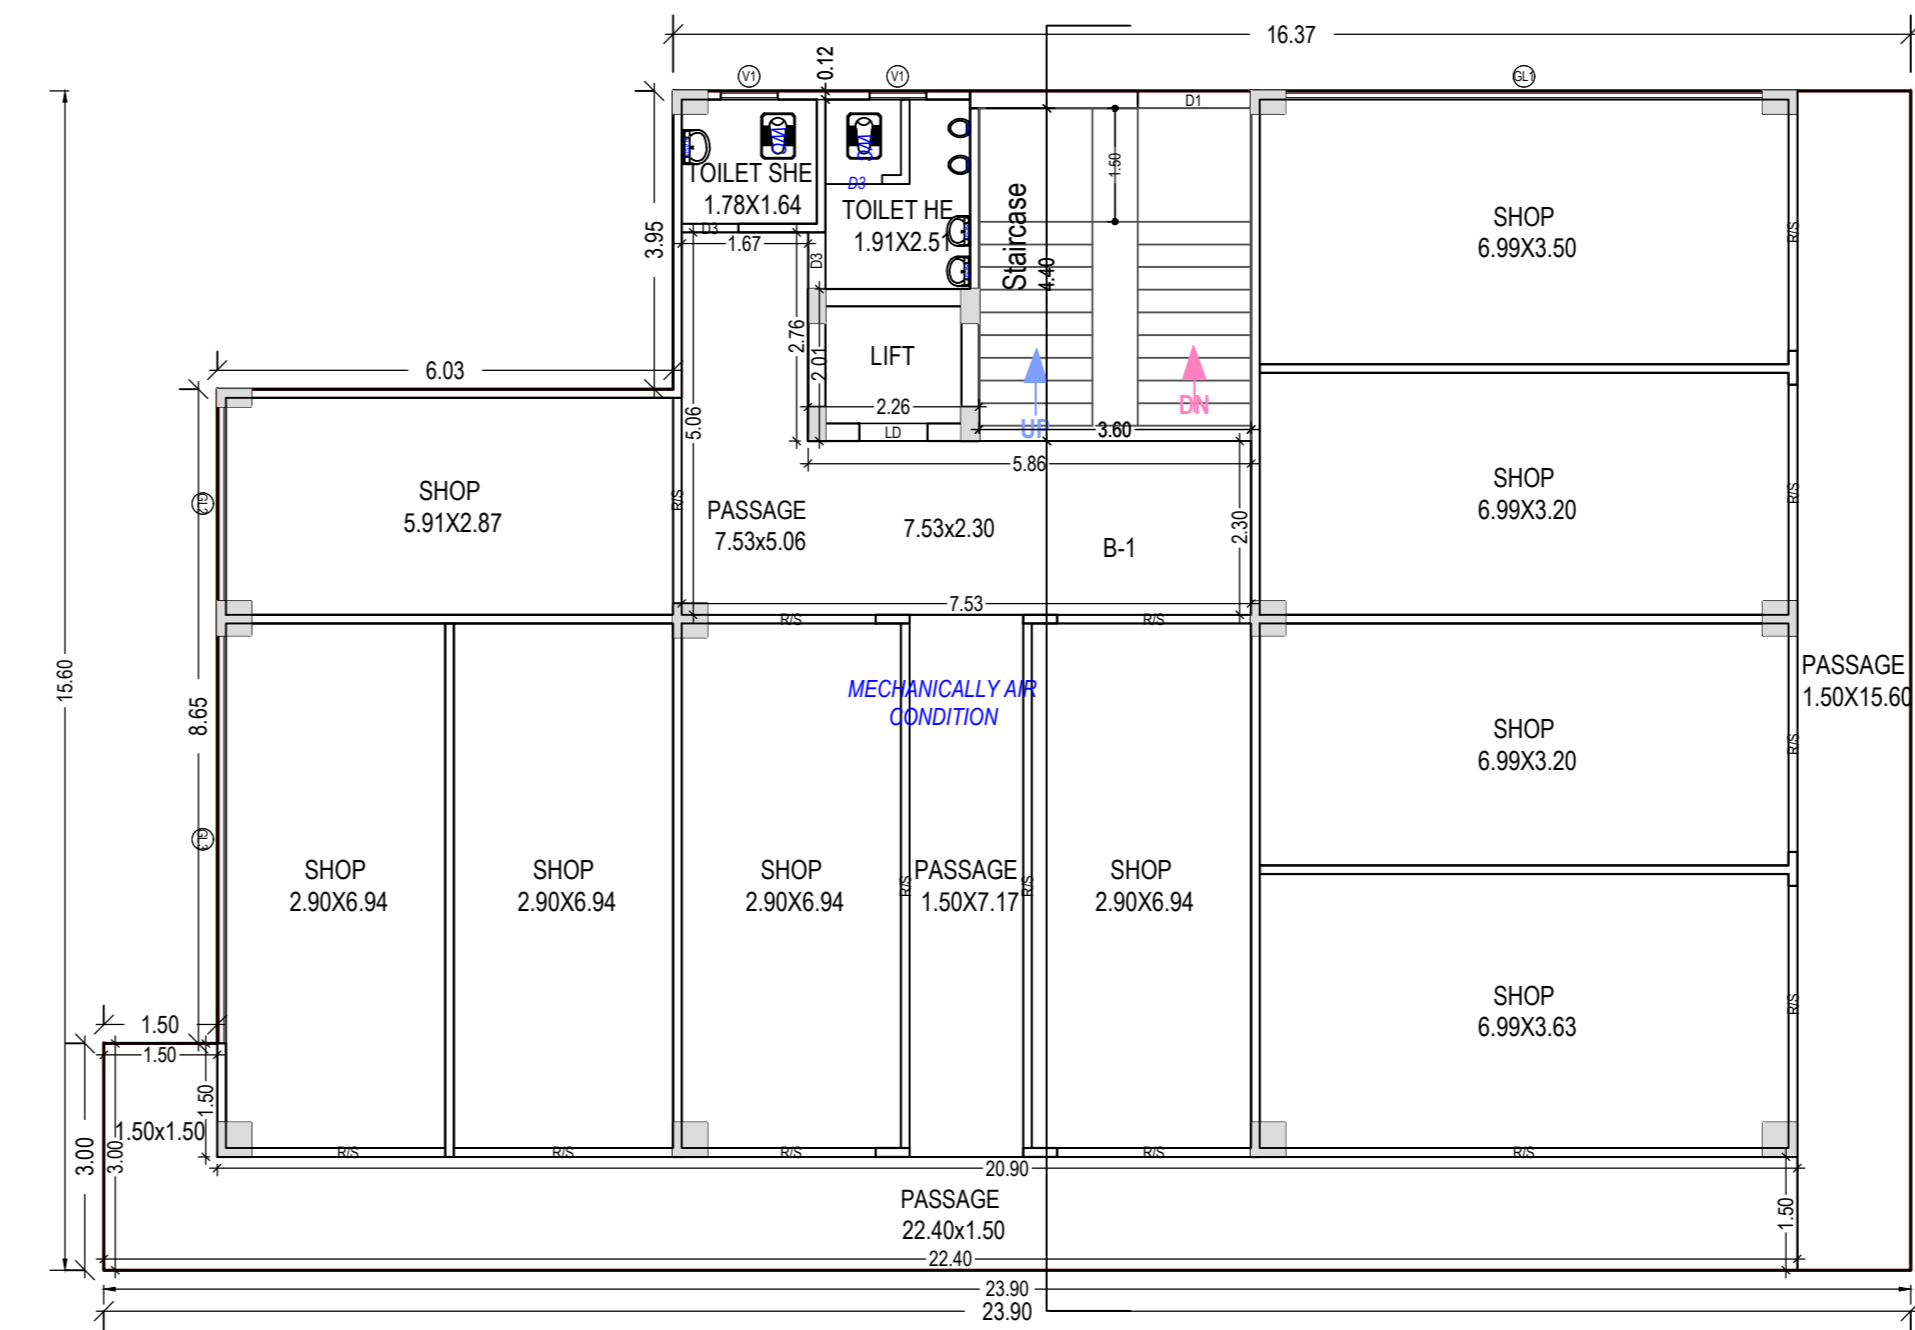 16.37
V1
0.12
V1
GL1
D1
WC
WC
TOILET SHE
1.78X1.64
D3
D3
1.67
TOILET HE
1.91X2.51
D3
1.50
Staircase
4.40
SHOP
6.99X3.50
R/S
3.95
6.03
2.76
2.01
LIFT
2.26
LD
UP
DN
3.60
5.86
5.06
SHOP
5.91X2.87
GL2
R/S
PASSAGE
7.53x5.06
7.53x2.30
B-1
2.30
SHOP
6.99X3.20
R/S
7.53
R/S
R/S
15.60
8.65
MECHANICALLY AIR
CONDITION
PASSAGE
1.50X15.60
SHOP
6.99X3.20
R/S
GL3
SHOP
2.90X6.94
SHOP
2.90X6.94
SHOP
2.90X6.94
R/S
PASSAGE
1.50X7.17
R/S
SHOP
2.90X6.94
SHOP
6.99X3.63
R/S
1.50
1.50
1.50
1.50x1.50
3.00
3.00
R/S
R/S
R/S
R/S
R/S
20.90
PASSAGE
22.40x1.50
1.50
22.40
23.90
23.90